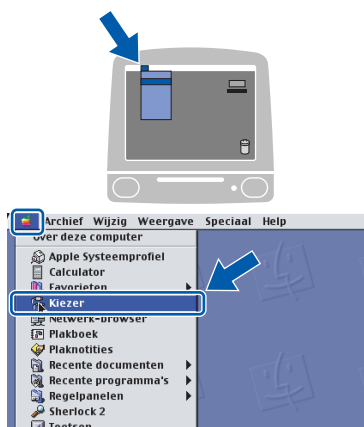 Archief Wijzig Weergave Speciaal Help
Over deze computer
Apple Systeemprofiel
Calculator
Favorieten
Kiezer
Netwerk-browser
Plakboek
Plaknotities
Recente documenten
Recente programma's
Regelpanelen
Sherlock 2
Toetsen